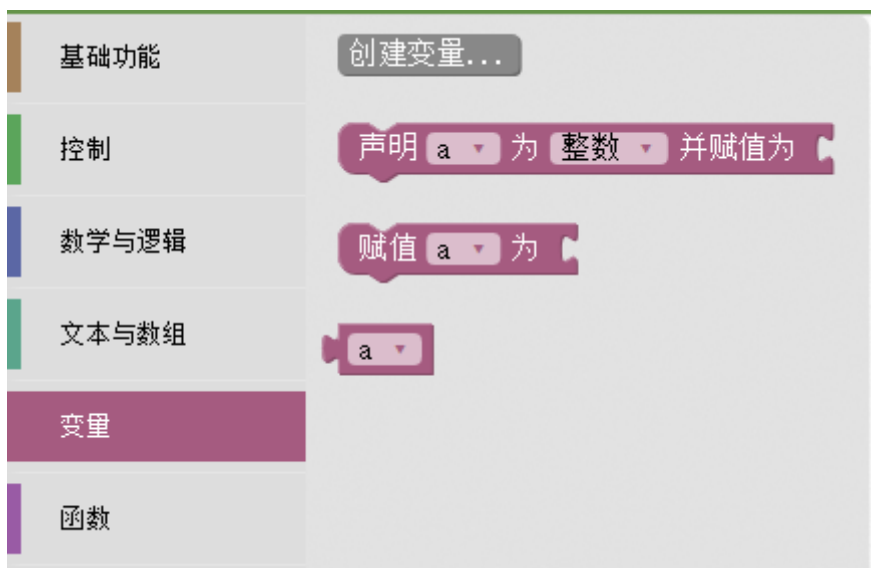 基础功能
控制
数学与逻辑
文本与数组
变量
函数
创建变量...
声明 a 为 整数 并赋值为
赋值 a 为
a